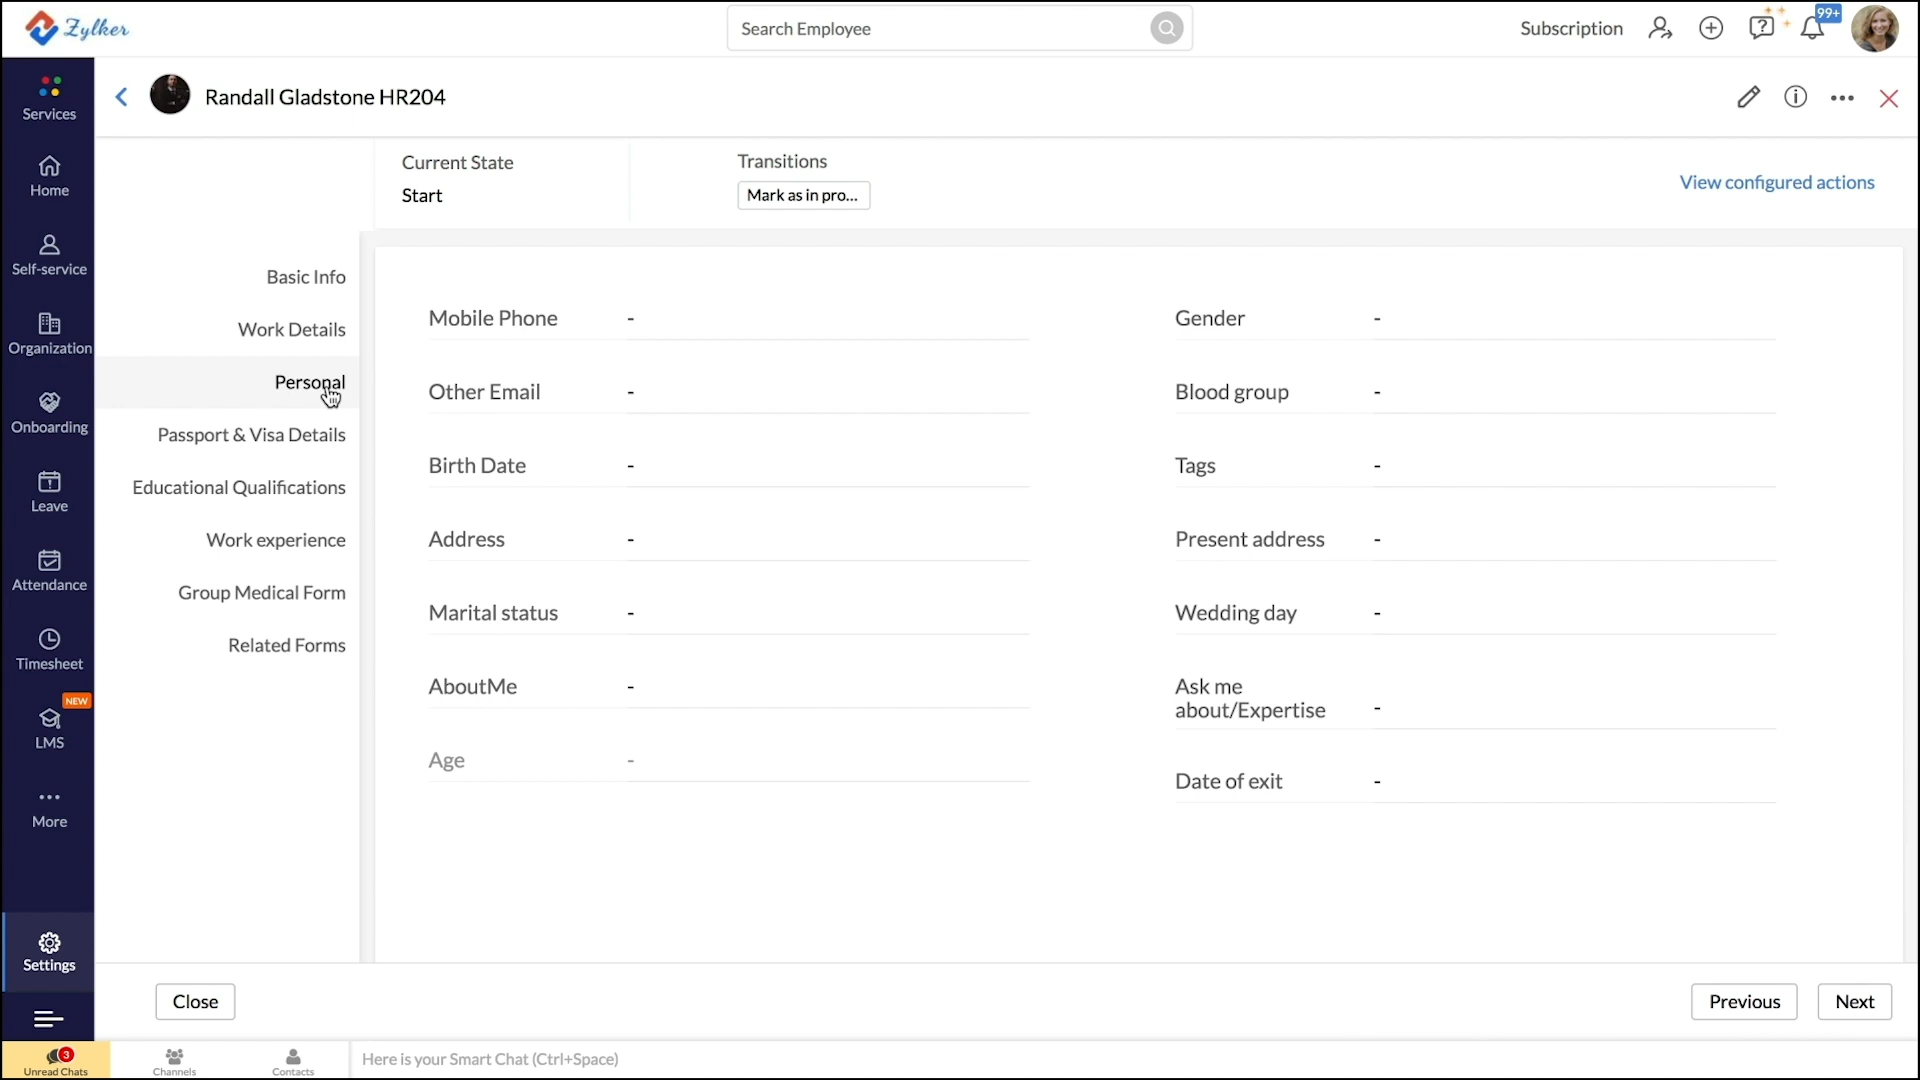 Zylker
Search Employee
Subscription
99+
Services
Home
Self-service
Organization
Onboarding
Leave
Attendance
Timesheet
NEW
LMS
More
Settings
Randall Gladstone HR204
Current State
Start
Transitions
Mark as in pro...
View configured actions
Basic Info
Work Details
Personal
Passport & Visa Details
Educational Qualifications
Work experience
Group Medical Form
Related Forms
Mobile Phone -
Gender -
Other Email -
Blood group -
Birth Date -
Tags -
Address -
Present address -
Marital status -
Wedding day -
AboutMe -
Ask me
about/Expertise -
Age -
Date of exit -
Close
Previous
Next
3
Unread Chats
Channels
Contacts
Here is your Smart Chat (Ctrl+Space)